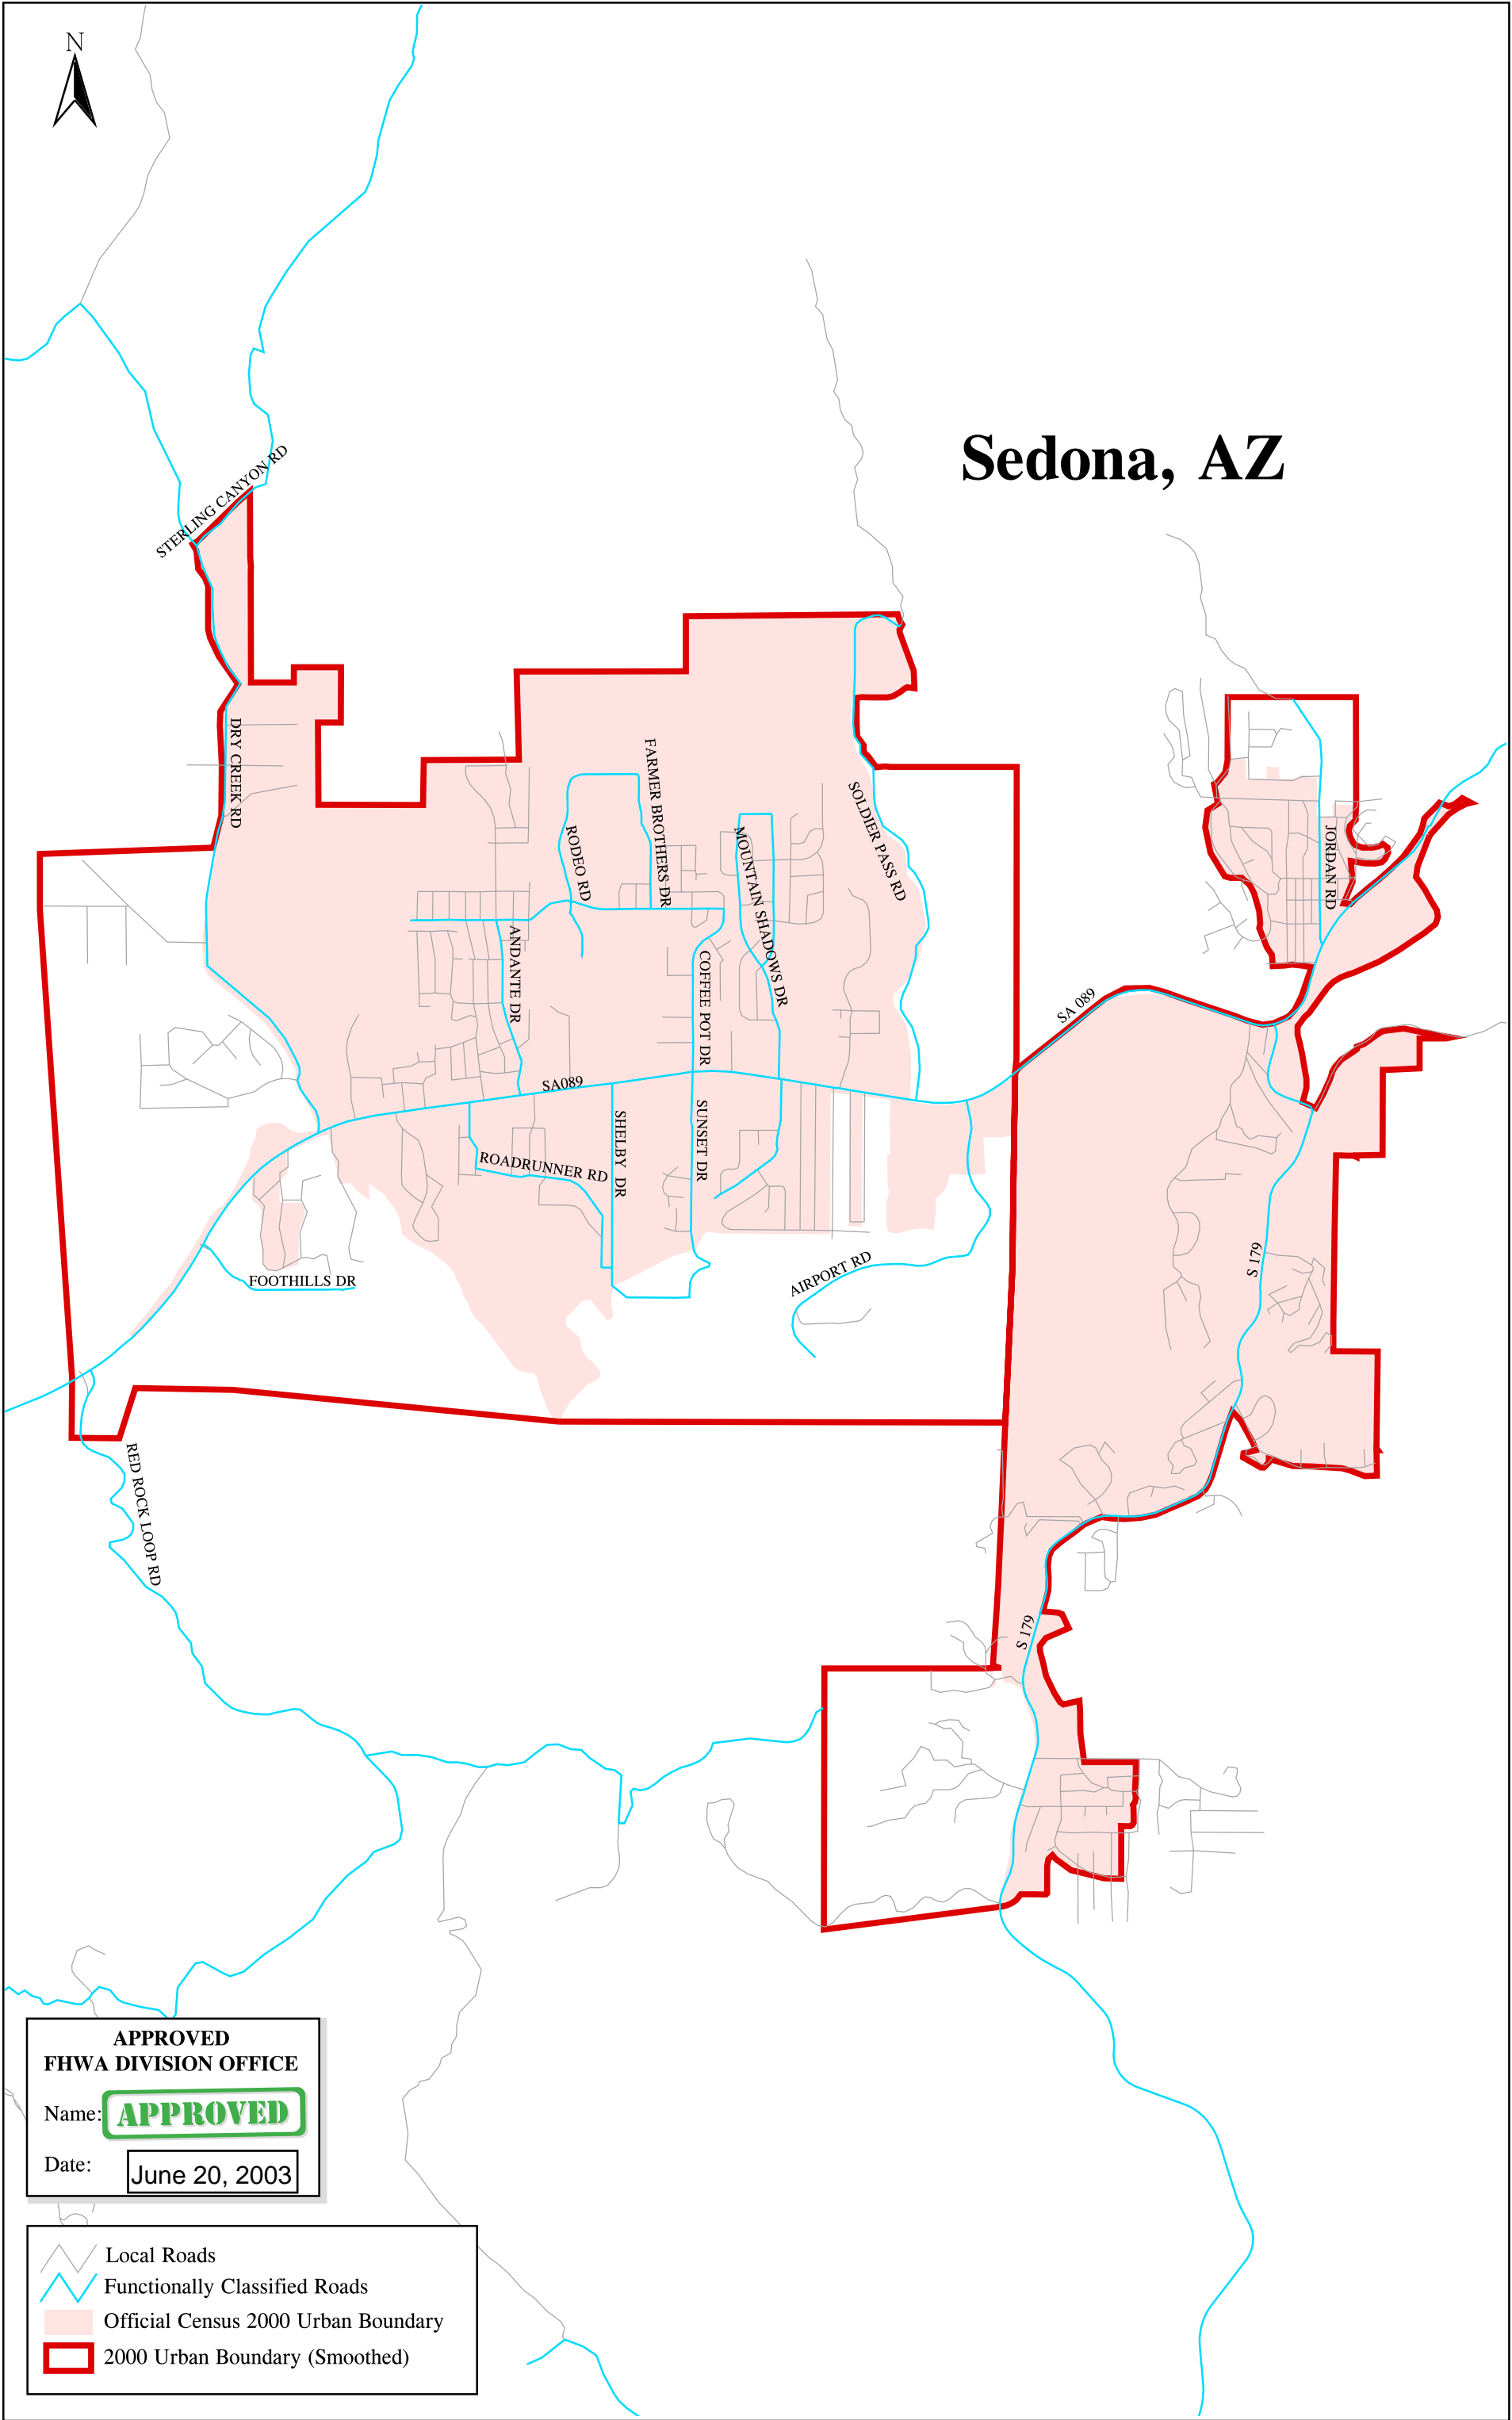 N
Sedona, AZ
STERLING CANYON RD
DRY CREEK RD
FARMER BROTHERS DR
RODEO RD
MOUNTAIN SHADOWS DR
SOLDIER PASS RD
JORDAN RD
ANDANTE DR
COFFEE POT DR
SA 089
SA089
SHELBY DR
SUNSET DR
ROADRUNNER RD
S 179
AIRPORT RD
FOOTHILLS DR
RED ROCK LOOP RD
S 179
APPROVED
FHWA DIVISION OFFICE
Name: APPROVED
Date: June 20, 2003
Local Roads
Functionally Classified Roads
Official Census 2000 Urban Boundary
2000 Urban Boundary (Smoothed)